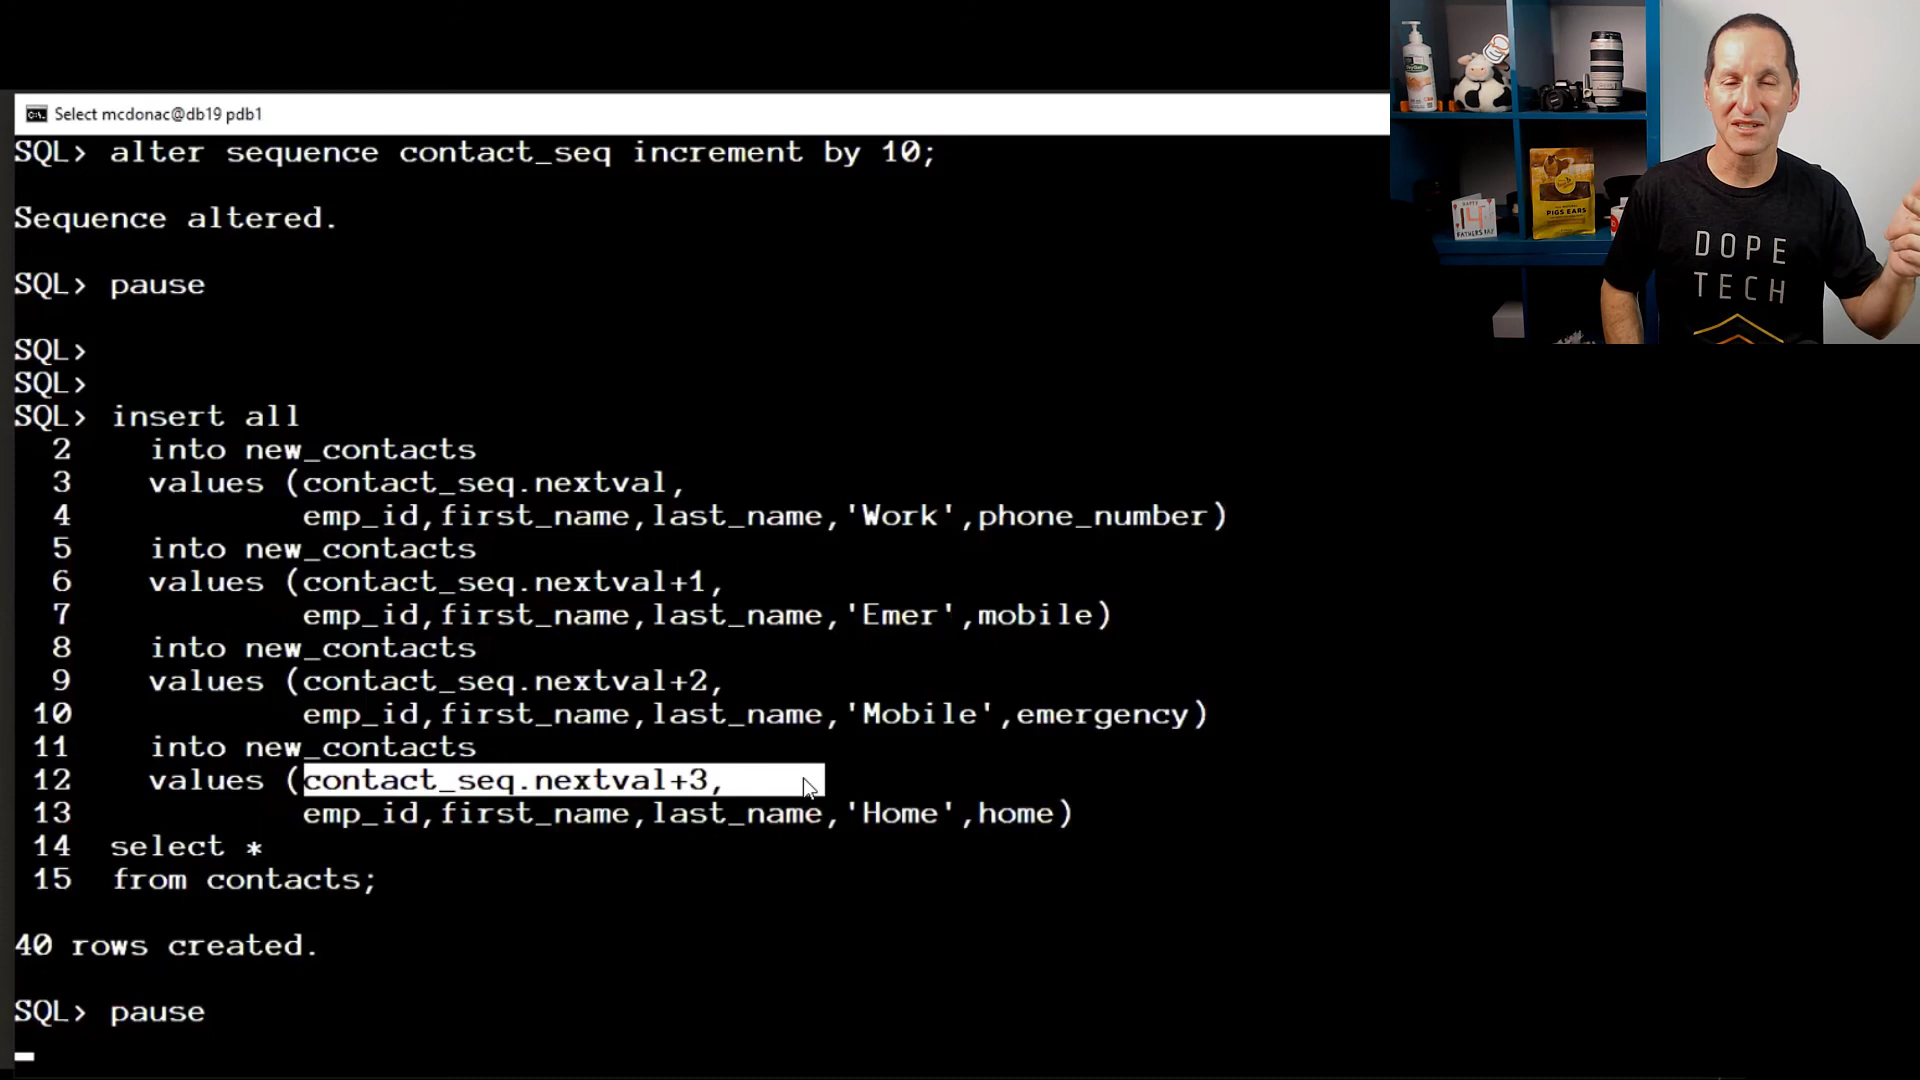 Select mcdonac@db19 pdb1
SQL> alter sequence contact_seq increment by 10;
Sequence altered.
SQL> pause
SQL>
SQL>
SQL> insert all
2 into new_contacts
3 values (contact_seq.nextval,
4 emp_id,first_name,last_name,'Work',phone_number)
5 into new_contacts
6 values (contact_seq.nextval+1,
7 emp_id,first_name,last_name,'Emer',mobile)
8 into new_contacts
9 values (contact_seq.nextval+2,
10 emp_id,first_name,last_name,'Mobile',emergency)
11 into new_contacts
12 values (contact_seq.nextval+3,
13 emp_id,first_name,last_name,'Home',home)
14 select *
15 from contacts;
40 rows created.
SQL> pause
HAPPY
14
FATHERS DAY
PIGS EARS
DOPE
TECH